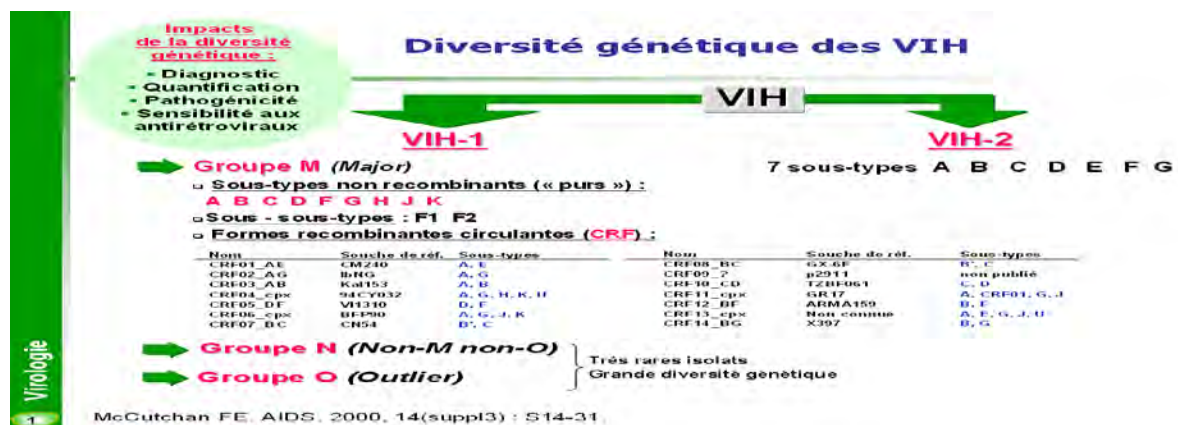 Impacts
de la diversité
génétique :
- Diagnostic
- Quantification
- Pathogénicité
- Sensibilité aux
antirétroviraux
Diversité génétique des VIH
VIH
VIH-1
VIH-2
Groupe M (Major)
7 sous-types A B C D E F G
Sous-types non recombinants (« purs ») :
A B C D F G H J K
Sous - sous-types : F1 F2
Formes recombinantes circulantes (CRF) :
Nom Souche de réf. Sous-types
CRF01_AE CM240 A, E
CRF02_AG IbNG A, G
CRF03_AB Kal153 A, B
CRF04_cpx 94CY032 A, G, H, K, U
CRF05_DF VI1310 D, F
CRF06_cpx BFP90 A, G, J, K
CRF07_BC CN54 B', C
Nom Souche de réf. Sous-types
CRF08_BC GX-6F B', C
CRF09_? p2911 non publié
CRF10_CD TZBF061 C, D
CRF11_cpx GR17 A, CRF01, G, J
CRF12_BF ARMA159 B, F
CRF13_cpx Non connue A, E, G, J, U
CRF14_BG X397 B, G
Groupe N (Non-M non-O)
Groupe O (Outlier)
Très rares isolats
Grande diversité génétique
Virologie
1
McCutchan FE. AIDS. 2000, 14(suppl3) : S14-31.